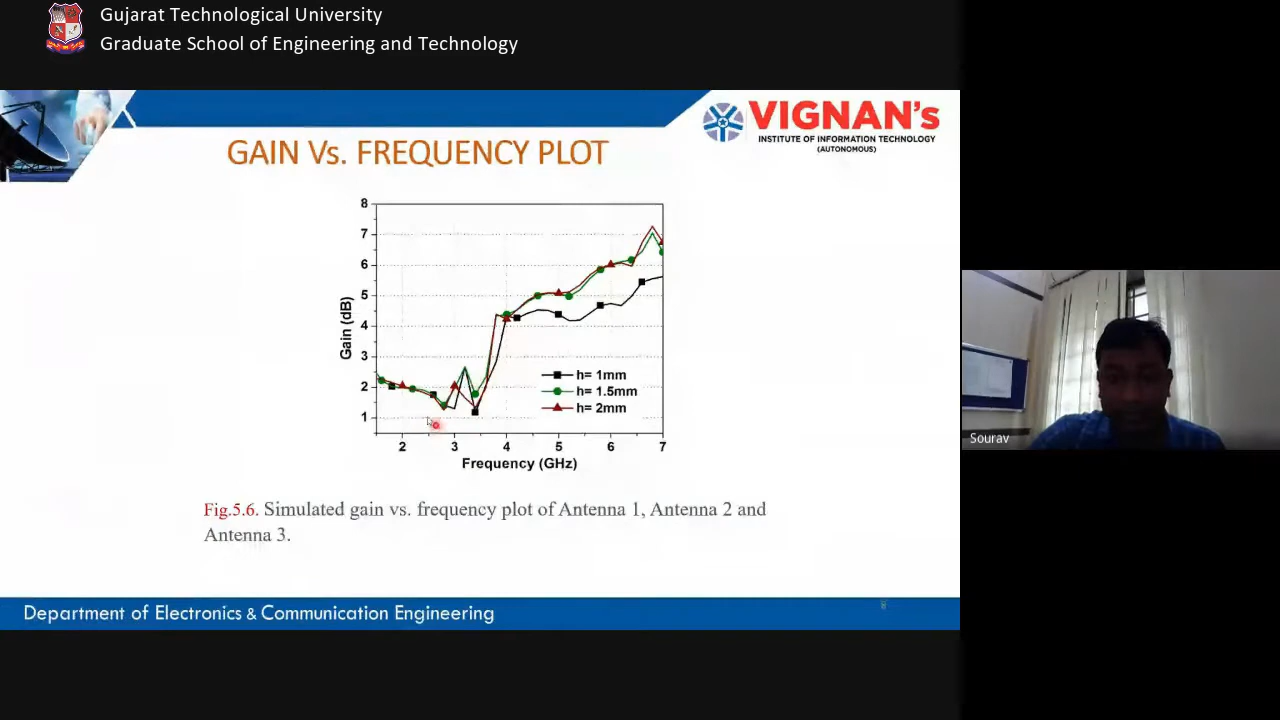 Gujarat Technological University
Graduate School of Engineering and Technology
VIGNAN's
INSTITUTE OF INFORMATION TECHNOLOGY
(AUTONOMOUS)
GAIN Vs. FREQUENCY PLOT
8
7
6
5
4
3
2
1
Gain (dB)
h= 1mm
h= 1.5mm
h= 2mm
2 3 4 5 6 7
Frequency (GHz)
Fig.5.6. Simulated gain vs. frequency plot of Antenna 1, Antenna 2 and
Antenna 3.
Sourav
Department of Electronics & Communication Engineering